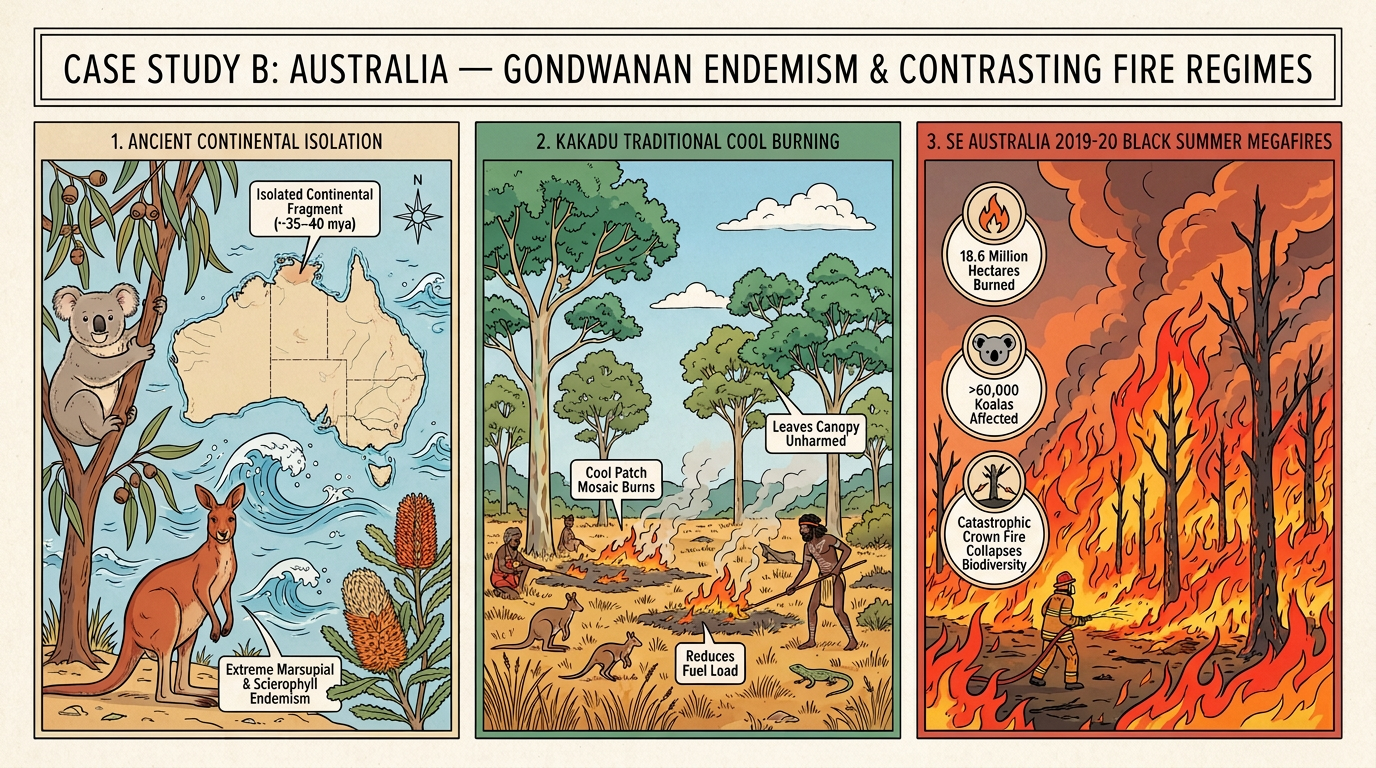 CASE STUDY B: AUSTRALIA — GONDWANAN ENDEMISM & CONTRASTING FIRE REGIMES
1. ANCIENT CONTINENTAL ISOLATION
Isolated Continental
Fragment
(~35–40 mya)
N
Extreme Marsupial
& Scierophyll
Endemism
2. KAKADU TRADITIONAL COOL BURNING
Leaves Canopy
Unharmed
Cool Patch
Mosaic Burns
Reduces
Fuel Load
3. SE AUSTRALIA 2019-20 BLACK SUMMER MEGAFIRES
18.6 Million
Hectares
Burned
>60,000
Koalas
Affected
Catastrophic
Crown Fire
Collapses
Biodiversity